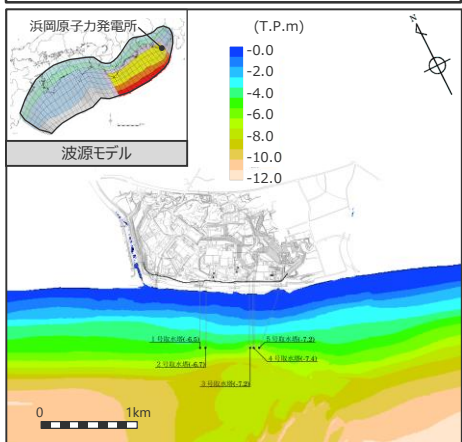 浜岡原子力発電所
波源モデル
(T.P.m)
-0.0
-2.0
-4.0
-6.0
-8.0
-10.0
-12.0
N
1号取水塔(-6.5)
5号取水塔(-7.2)
2号取水塔(-6.7)
4号取水塔(-7.4)
3号取水塔(-7.2)
0 1km